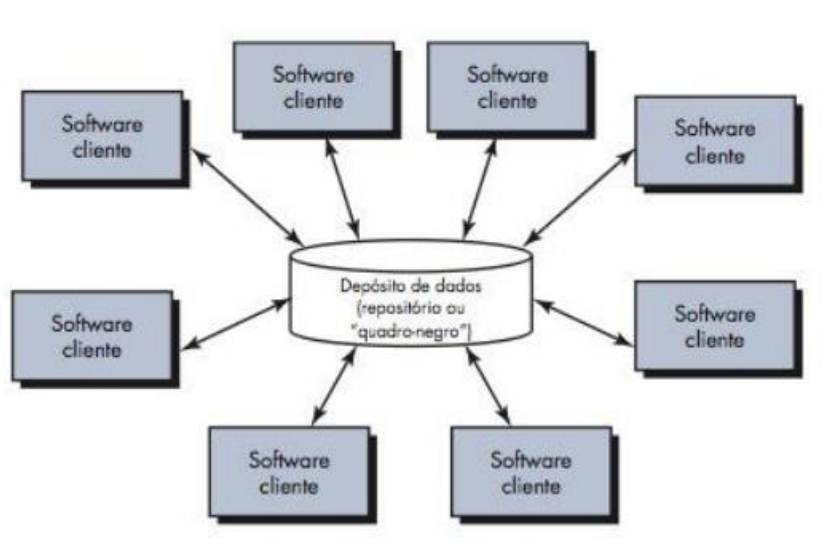 Software
cliente
Software
cliente
Software
cliente
Software
cliente
Depósito de dados
(repositório ou
"quadro-negro")
Software
cliente
Software
cliente
Software
cliente
Software
cliente